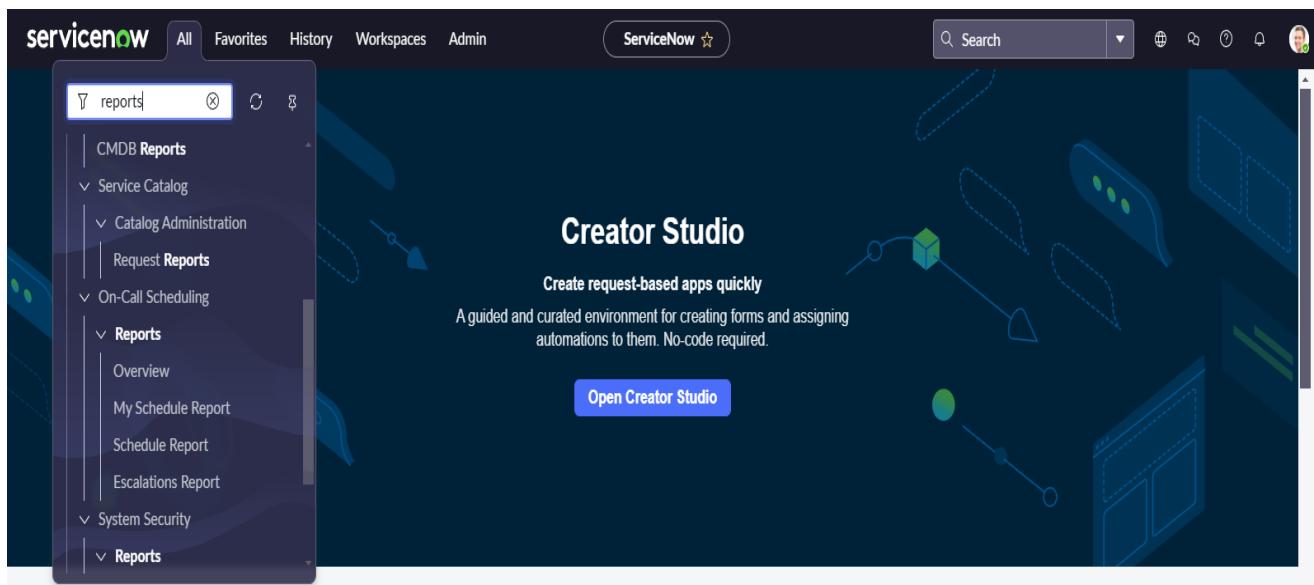 servicenow All Favorites History Workspaces Admin ServiceNow Search
reports
CMDB Reports
Service Catalog
Catalog Administration
Request Reports
On-Call Scheduling
Reports
Overview
My Schedule Report
Schedule Report
Escalations Report
System Security
Reports
Creator Studio
Create request-based apps quickly
A guided and curated environment for creating forms and assigning
automations to them. No-code required.
Open Creator Studio